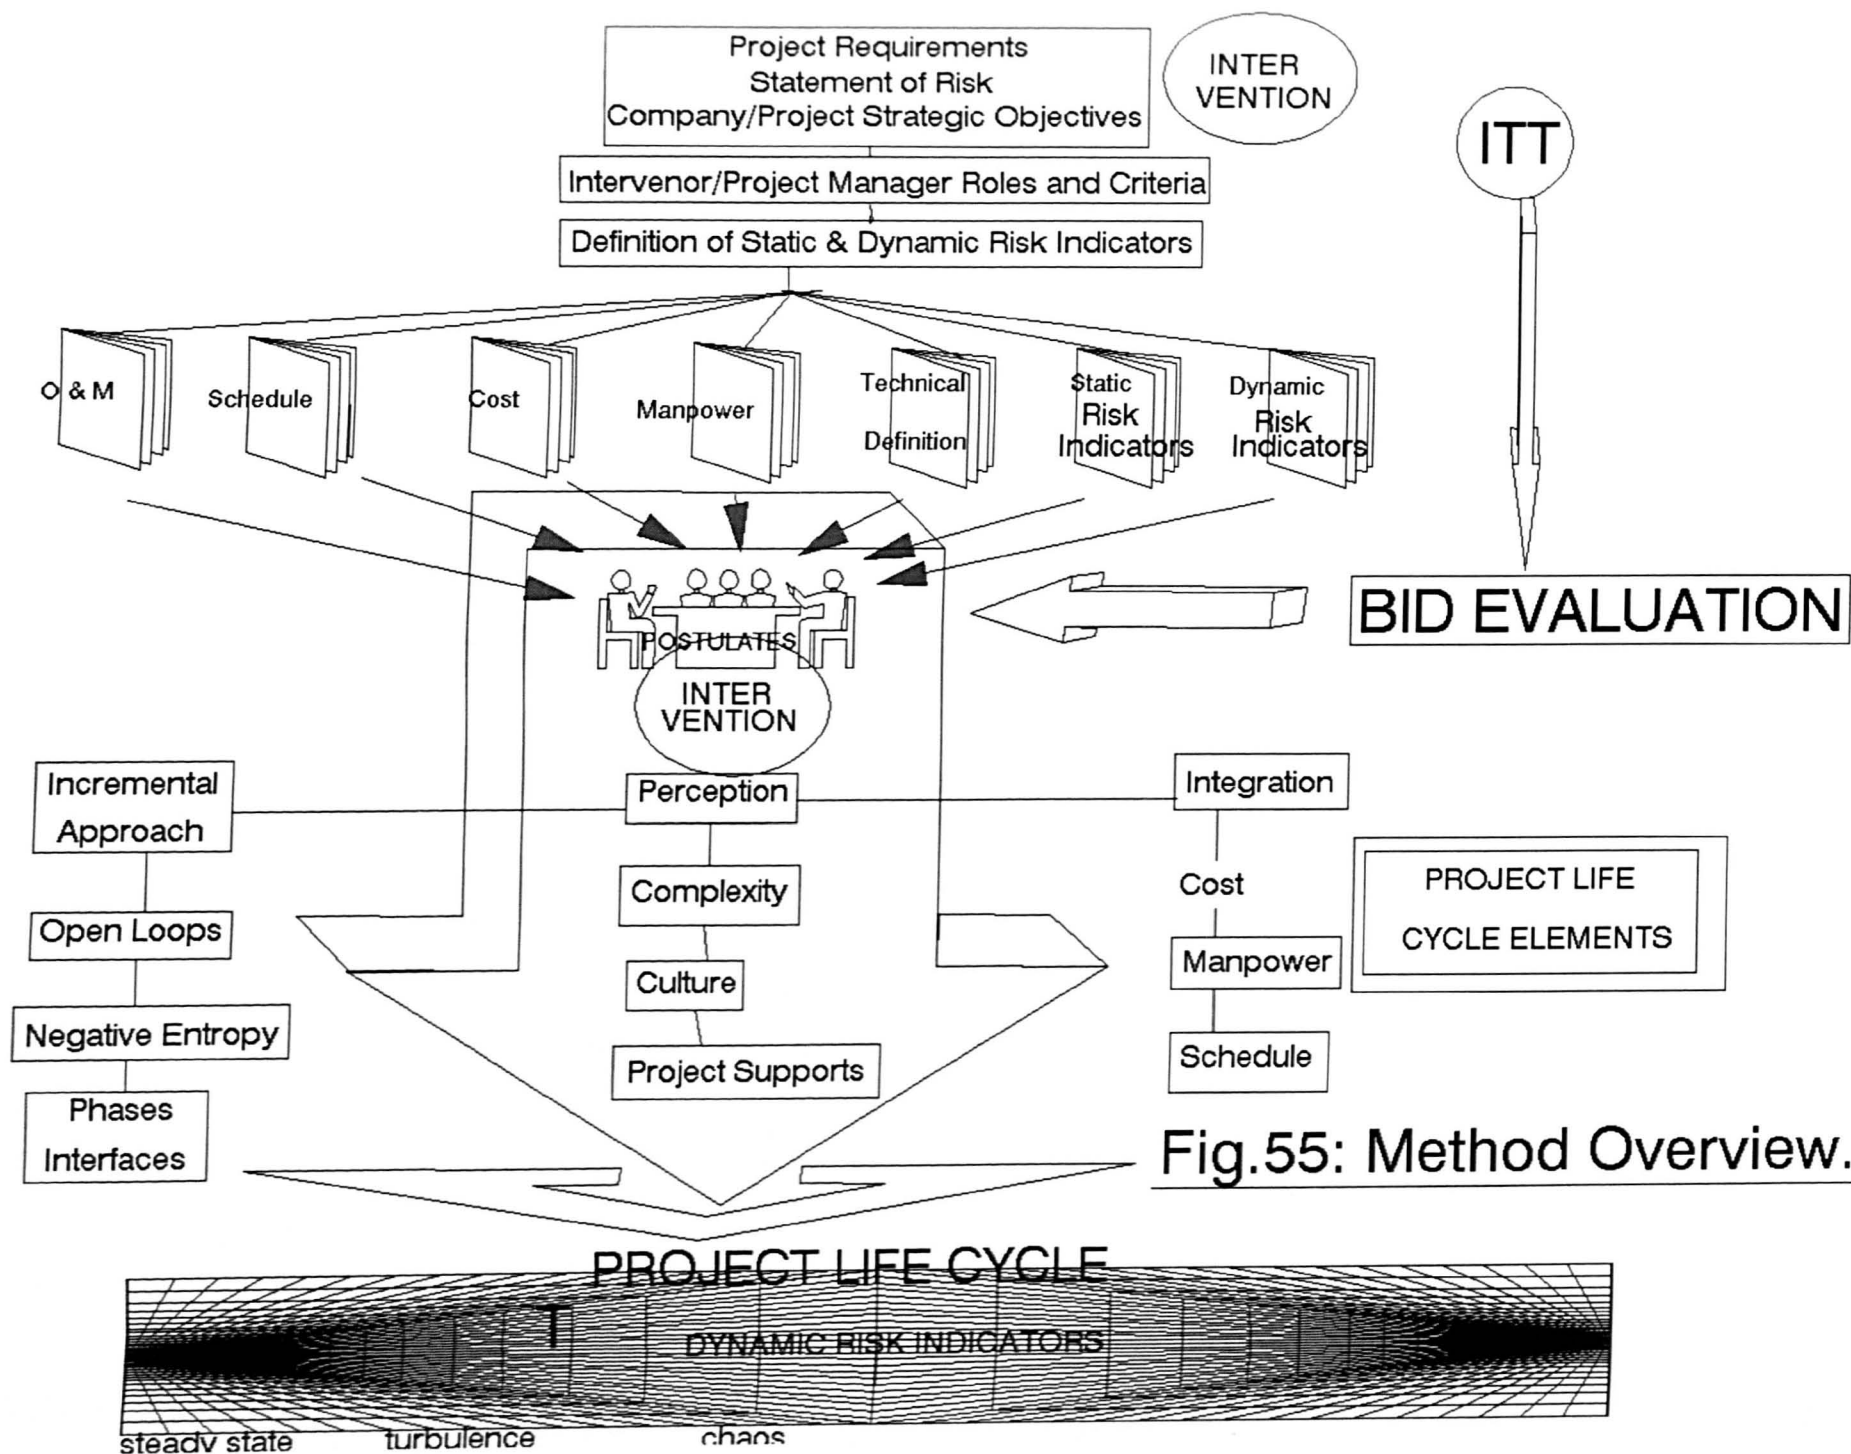 Project Requirements
Statement of Risk
Company/Project Strategic Objectives
INTER
VENTION
ITT
Intervenor/Project Manager Roles and Criteria
Definition of Static & Dynamic Risk Indicators
O & M
Schedule
Cost
Manpower
Technical
Definition
Static
Risk
Indicators
Dynamic
Risk
Indicators
BID EVALUATION
POSTULATES
INTER
VENTION
Incremental
Approach
Open Loops
Negative Entropy
Phases
Interfaces
Perception
Complexity
Culture
Project Supports
Integration
Cost
Manpower
Schedule
PROJECT LIFE
CYCLE ELEMENTS
Fig.55: Method Overview.
PROJECT LIFE CYCLE
T
DYNAMIC RISK INDICATORS
steady state turbulence chaos